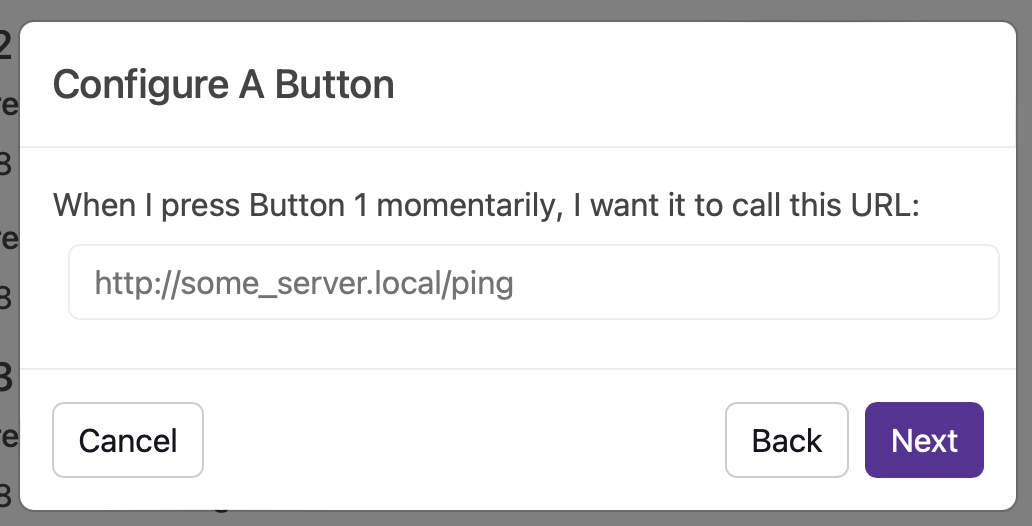 Configure A Button
When I press Button 1 momentarily, I want it to call this URL:
http://some_server.local/ping
Cancel
Back
Next